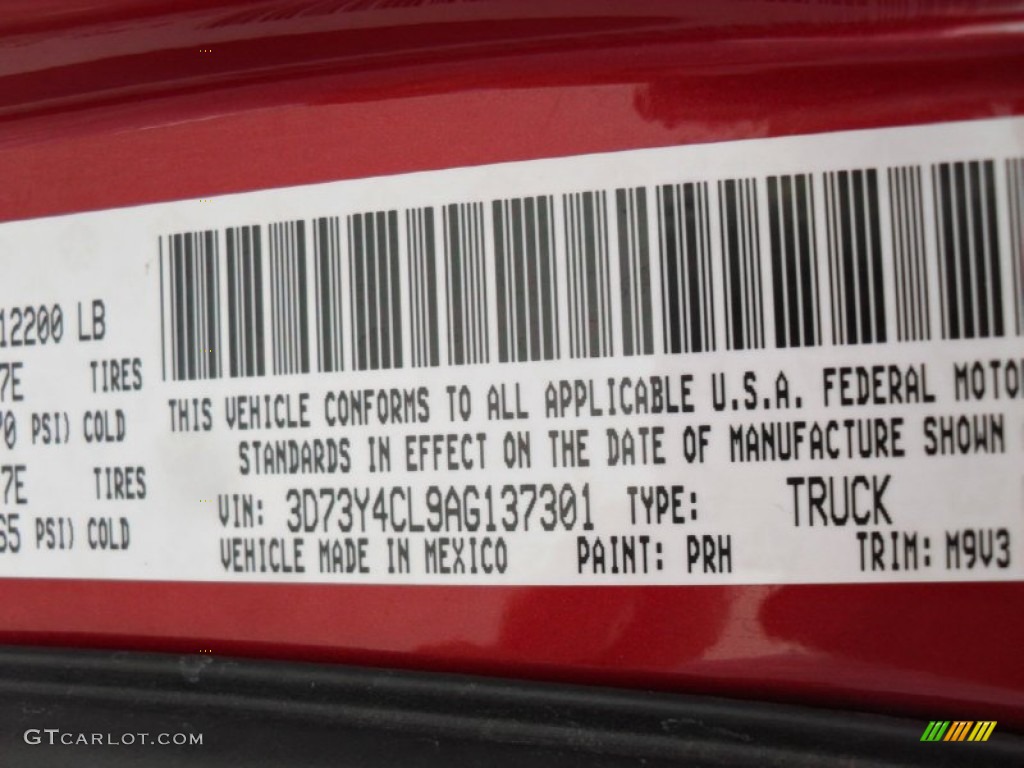 12200 LB
7E TIRES
70 PSI) COLD
7E TIRES
65 PSI) COLD
THIS VEHICLE CONFORMS TO ALL APPLICABLE U.S.A. FEDERAL MOTO
STANDARDS IN EFFECT ON THE DATE OF MANUFACTURE SHOWN
VIN: 3D73Y4CL9AG137301 TYPE: TRUCK
VEHICLE MADE IN MEXICO PAINT: PRH TRIM: M9V3
GTCARLOT.COM